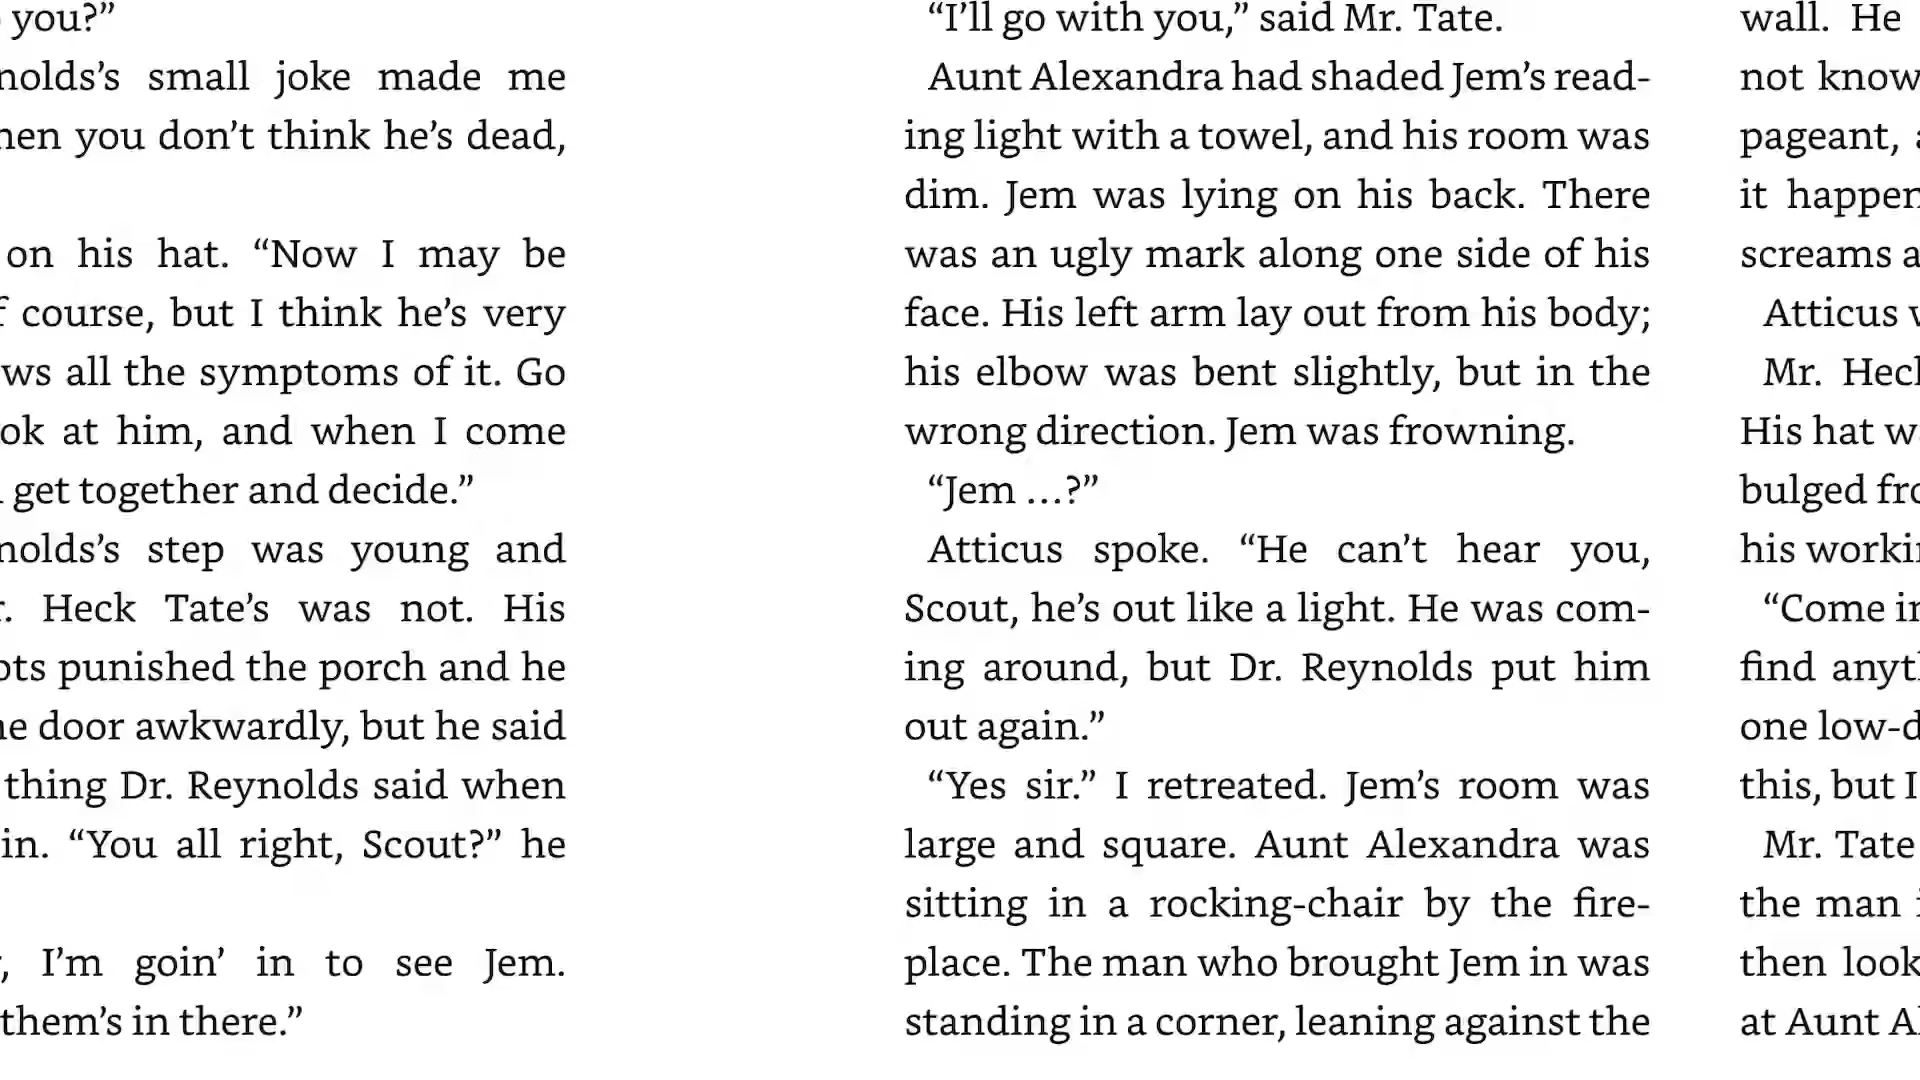 you?”
nolds’s small joke made me
hen you don’t think he’s dead,
on his hat. “Now I may be
f course, but I think he’s very
ws all the symptoms of it. Go
ok at him, and when I come
get together and decide.”
nolds’s step was young and
r. Heck Tate’s was not. His
ots punished the porch and he
he door awkwardly, but he said
thing Dr. Reynolds said when
in. “You all right, Scout?” he
, I’m goin’ in to see Jem.
them’s in there.”
“I’ll go with you,” said Mr. Tate.
Aunt Alexandra had shaded Jem’s read-
ing light with a towel, and his room was
dim. Jem was lying on his back. There
was an ugly mark along one side of his
face. His left arm lay out from his body;
his elbow was bent slightly, but in the
wrong direction. Jem was frowning.
“Jem …?”
Atticus spoke. “He can’t hear you,
Scout, he’s out like a light. He was com-
ing around, but Dr. Reynolds put him
out again.”
“Yes sir.” I retreated. Jem’s room was
large and square. Aunt Alexandra was
sitting in a rocking-chair by the fire-
place. The man who brought Jem in was
standing in a corner, leaning against the
wall. He
not know
pageant,
it happen
screams a
Atticus
Mr. Heck
His hat w
bulged fro
his workin
“Come in
find anyt
one low-d
this, but I
Mr. Tate
the man
then look
at Aunt Al